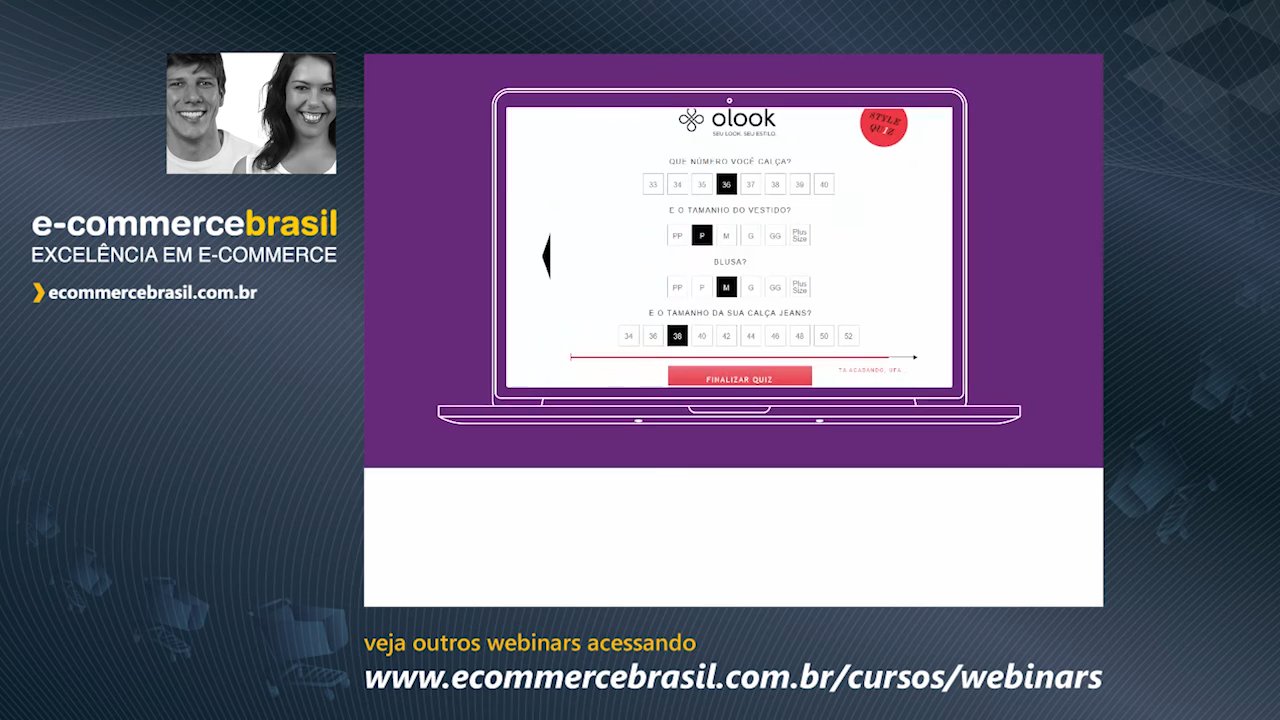 e-commercebrasil
EXCELÊNCIA EM E-COMMERCE
ecommercebrasil.com.br
olook
SEU LOOK. SEU ESTILO.
STYLE
QUIZ
QUE NÚMERO VOCÊ CALÇA?
33 34 35 36 37 38 39 40
E O TAMANHO DO VESTIDO?
PP P M G GG Plus Size
BLUSA?
PP P M G GG Plus Size
E O TAMANHO DA SUA CALÇA JEANS?
34 36 38 40 42 44 46 48 50 52
TA ACABANDO, UFA...
FINALIZAR QUIZ
veja outros webinars acessando
www.ecommercebrasil.com.br/cursos/webinars